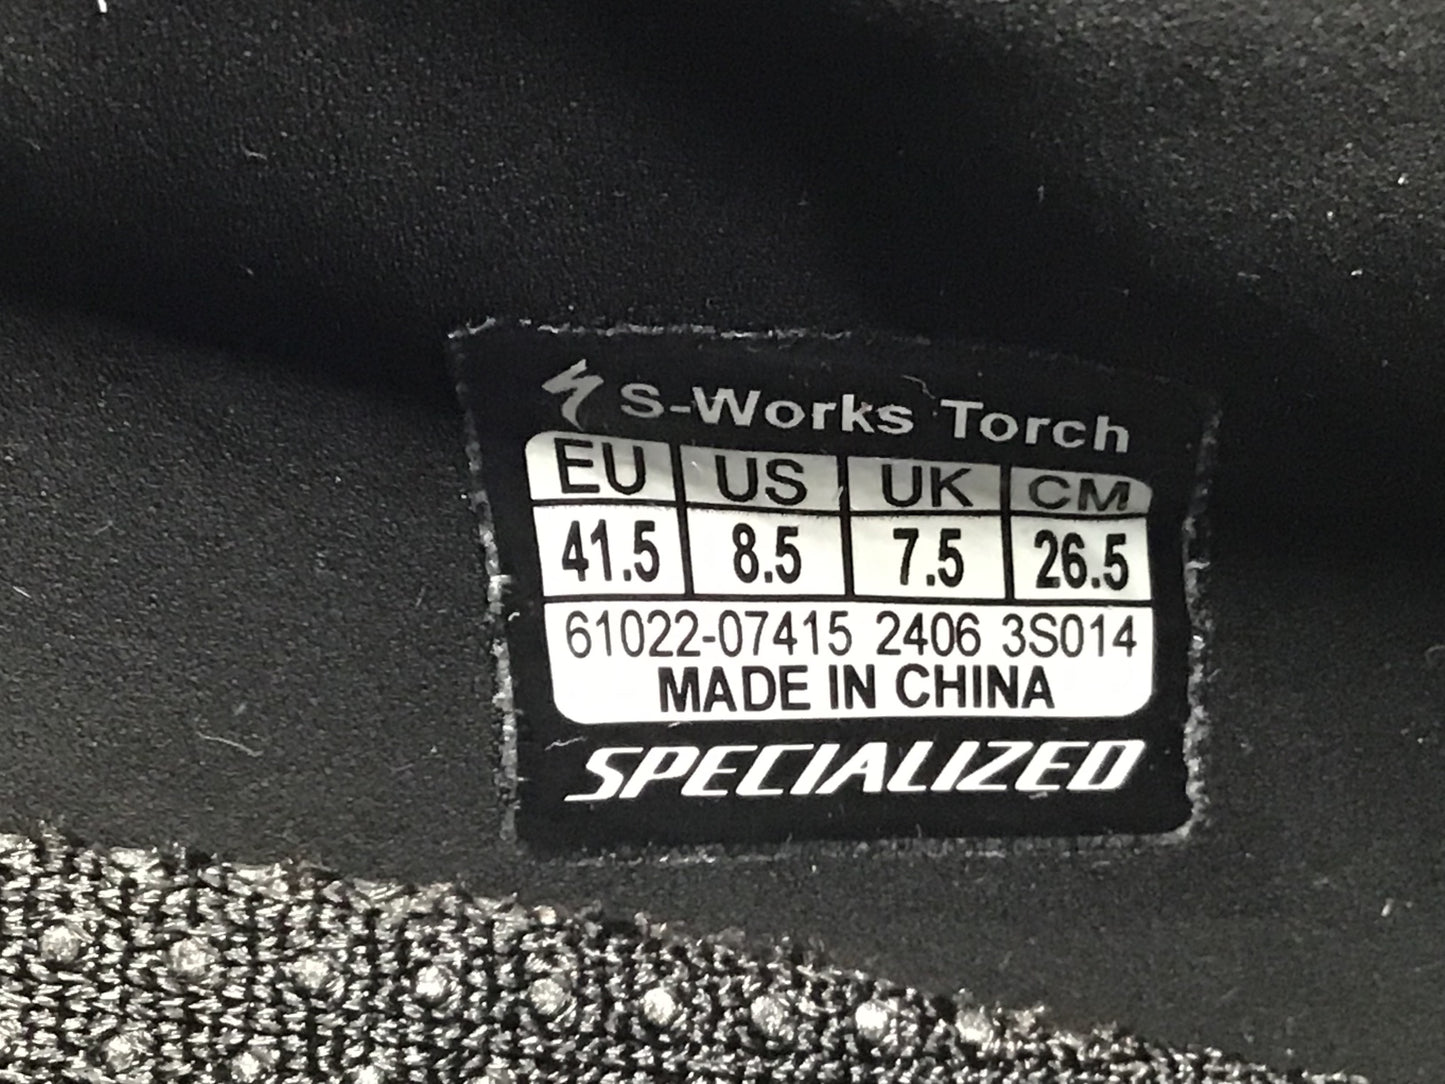 S-Works Torch
EU US UK CM
41.5 8.5 7.5 26.5
61022-07415 2406 3S014
MADE IN CHINA
SPECIALIZED